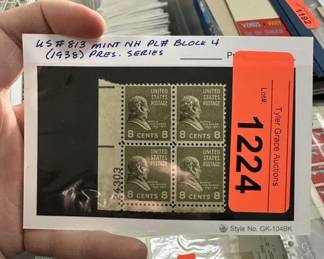 US#813 MINT NH PL# BLOCK 4
(1938) PRES. SERIES
UNITED
STATES
POSTAGE
8 CENTS 8
UNITED
STATES
POSTAGE
8 CENTS 8
UNITED
STATES
POSTAGE
8 CENTS 8
UNITED
STATES
POSTAGE
8 CENTS 8
Lot#:
1224
Tyler Grace Auctions
Style No. GK-104BK
1192